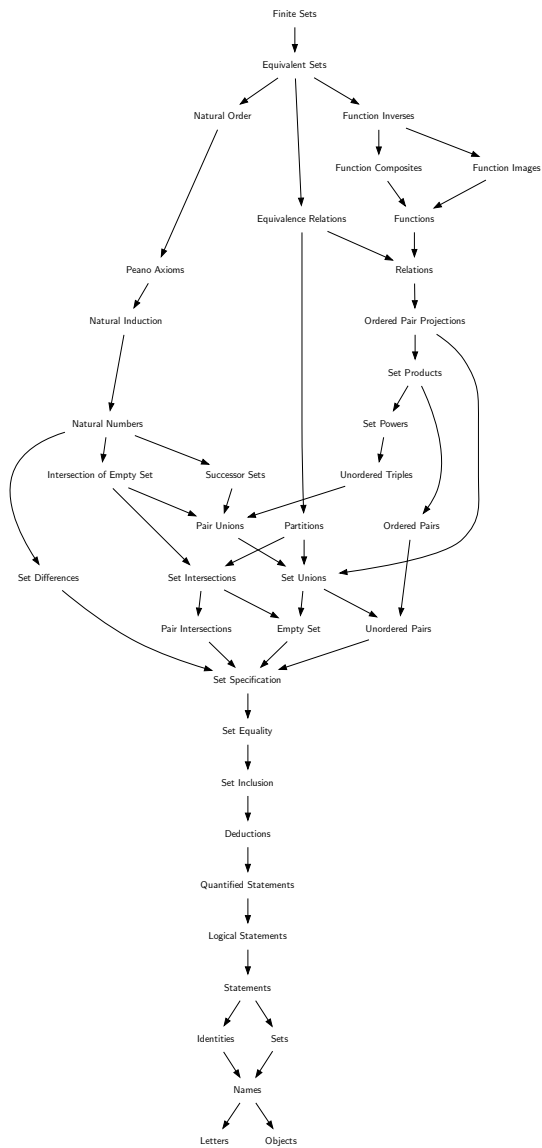 Finite Sets
Equivalent Sets
Natural Order
Function Inverses
Function Composites
Function Images
Equivalence Relations
Functions
Peano Axioms
Relations
Natural Induction
Ordered Pair Projections
Set Products
Natural Numbers
Set Powers
Intersection of Empty Set
Successor Sets
Unordered Triples
Pair Unions
Partitions
Ordered Pairs
Set Differences
Set Intersections
Set Unions
Pair Intersections
Empty Set
Unordered Pairs
Set Specification
Set Equality
Set Inclusion
Deductions
Quantified Statements
Logical Statements
Statements
Identities
Sets
Names
Letters
Objects